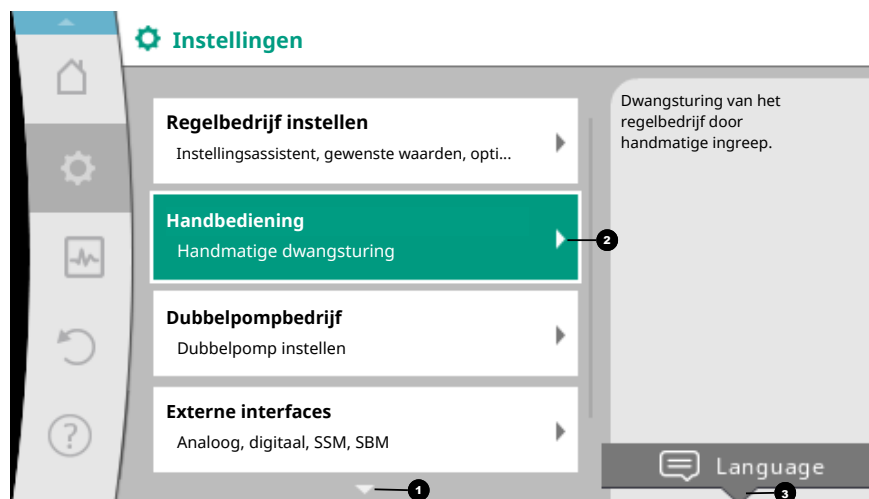 Instellingen
Regelbedrijf instellen
Instellingsassistent, gewenste waarden, opti...
Handbediening
Handmatige dwangsturing
2
Dubbelpompbedrijf
Dubbelpomp instellen
Externe interfaces
Analoog, digitaal, SSM, SBM
1
Dwangsturing van het
regelbedrijf door
handmatige ingreep.
Language
3
?